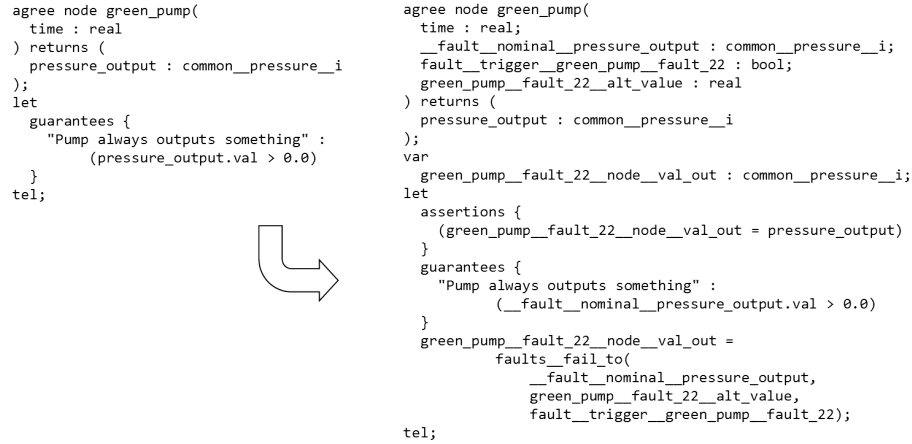 agree node green_pump(
  time : real
) returns (
  pressure_output : common__pressure__i
);
let
  guarantees {
    "Pump always outputs something" :
        (pressure_output.val > 0.0)
  }
tel;
agree node green_pump(
  time : real;
  __fault__nominal__pressure_output : common__pressure__i;
  fault__trigger__green_pump__fault_22 : bool;
  green_pump__fault_22__alt_value : real
) returns (
  pressure_output : common__pressure__i
);
var
  green_pump__fault_22__node__val_out : common__pressure__i;
let
  assertions {
    (green_pump__fault_22__node__val_out = pressure_output)
  }
  guarantees {
    "Pump always outputs something" :
          (__fault__nominal__pressure_output.val > 0.0)
  }
  green_pump__fault_22__node__val_out =
          faults__fail_to(
              __fault__nominal__pressure_output,
              green_pump__fault_22__alt_value,
              fault__trigger__green_pump__fault_22);
tel;